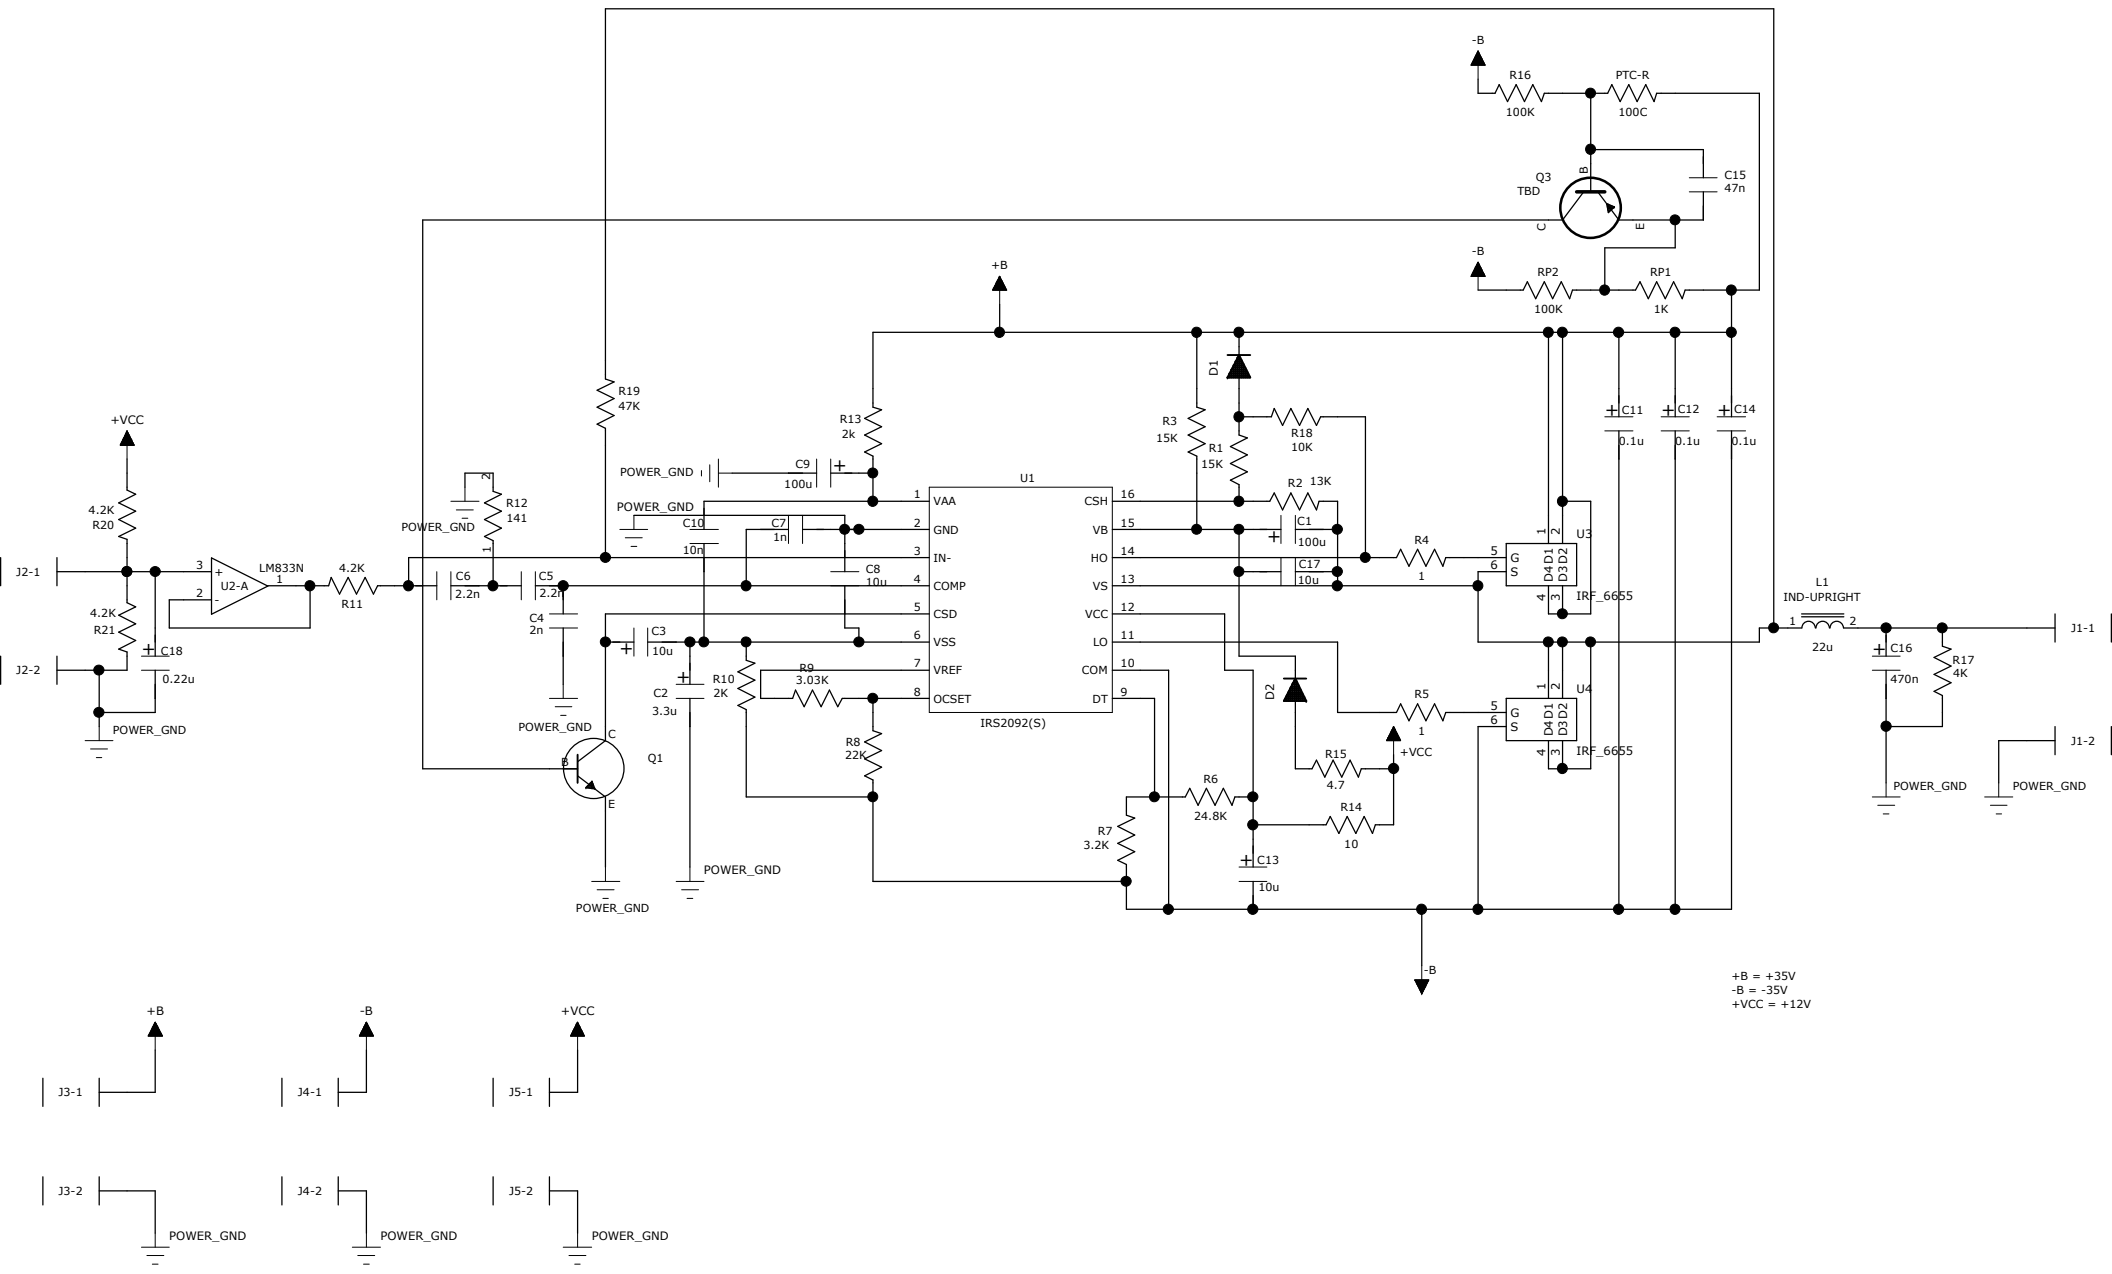 -B
R16
PTC-R
100K
100C
B
Q3
TBD
C15
47n
C
E
-B
+B
RP2
RP1
100K
1K
D1
R19
47K
R13
2k
R3
15K
R1
15K
R18
10K
+ C11
0.1u
+ C12
0.1u
+ C14
0.1u
+VCC
4.2K
R20
POWER_GND
C9
+
100u
U1
R2
13K
2
R12
141
1
POWER_GND
POWER_GND
C10
10n
C7
1n
C8
10u
1
VAA
2
GND
3
IN-
4
COMP
5
CSD
6
VSS
7
VREF
8
OCSET
CSH
16
VB
15
HO
14
VS
13
VCC
12
LO
11
COM
10
DT
9
IRS2092(S)
C1
+
100u
C17
10u
R4
1
U3
1
2
5
G
6
S
D4D1
D3D2
4
3
IRF_6655
J2-1
3
+
LM833N
U2-A
1
2
-
4.2K
R11
C6
2.2n
C5
2.2n
C4
2n
4.2K
R21
J2-2
+ C18
0.22u
POWER_GND
C3
+
10u
+
C2
3.3u
R10
2K
R9
3.03K
R8
22K
POWER_GND
C
B
Q1
E
D2
R5
1
+VCC
R15
4.7
U4
1
2
5
G
6
S
D4D1
D3D2
4
3
IRF_6655
L1
IND-UPRIGHT
1
2
22u
J1-1
+ C16
470n
R17
4K
J1-2
POWER_GND
POWER_GND
R6
24.8K
R14
10
R7
3.2K
+ C13
10u
POWER_GND
POWER_GND
-B
+B = +35V
-B = -35V
+VCC = +12V
+B
-B
+VCC
J3-1
J4-1
J5-1
J3-2
J4-2
J5-2
POWER_GND
POWER_GND
POWER_GND